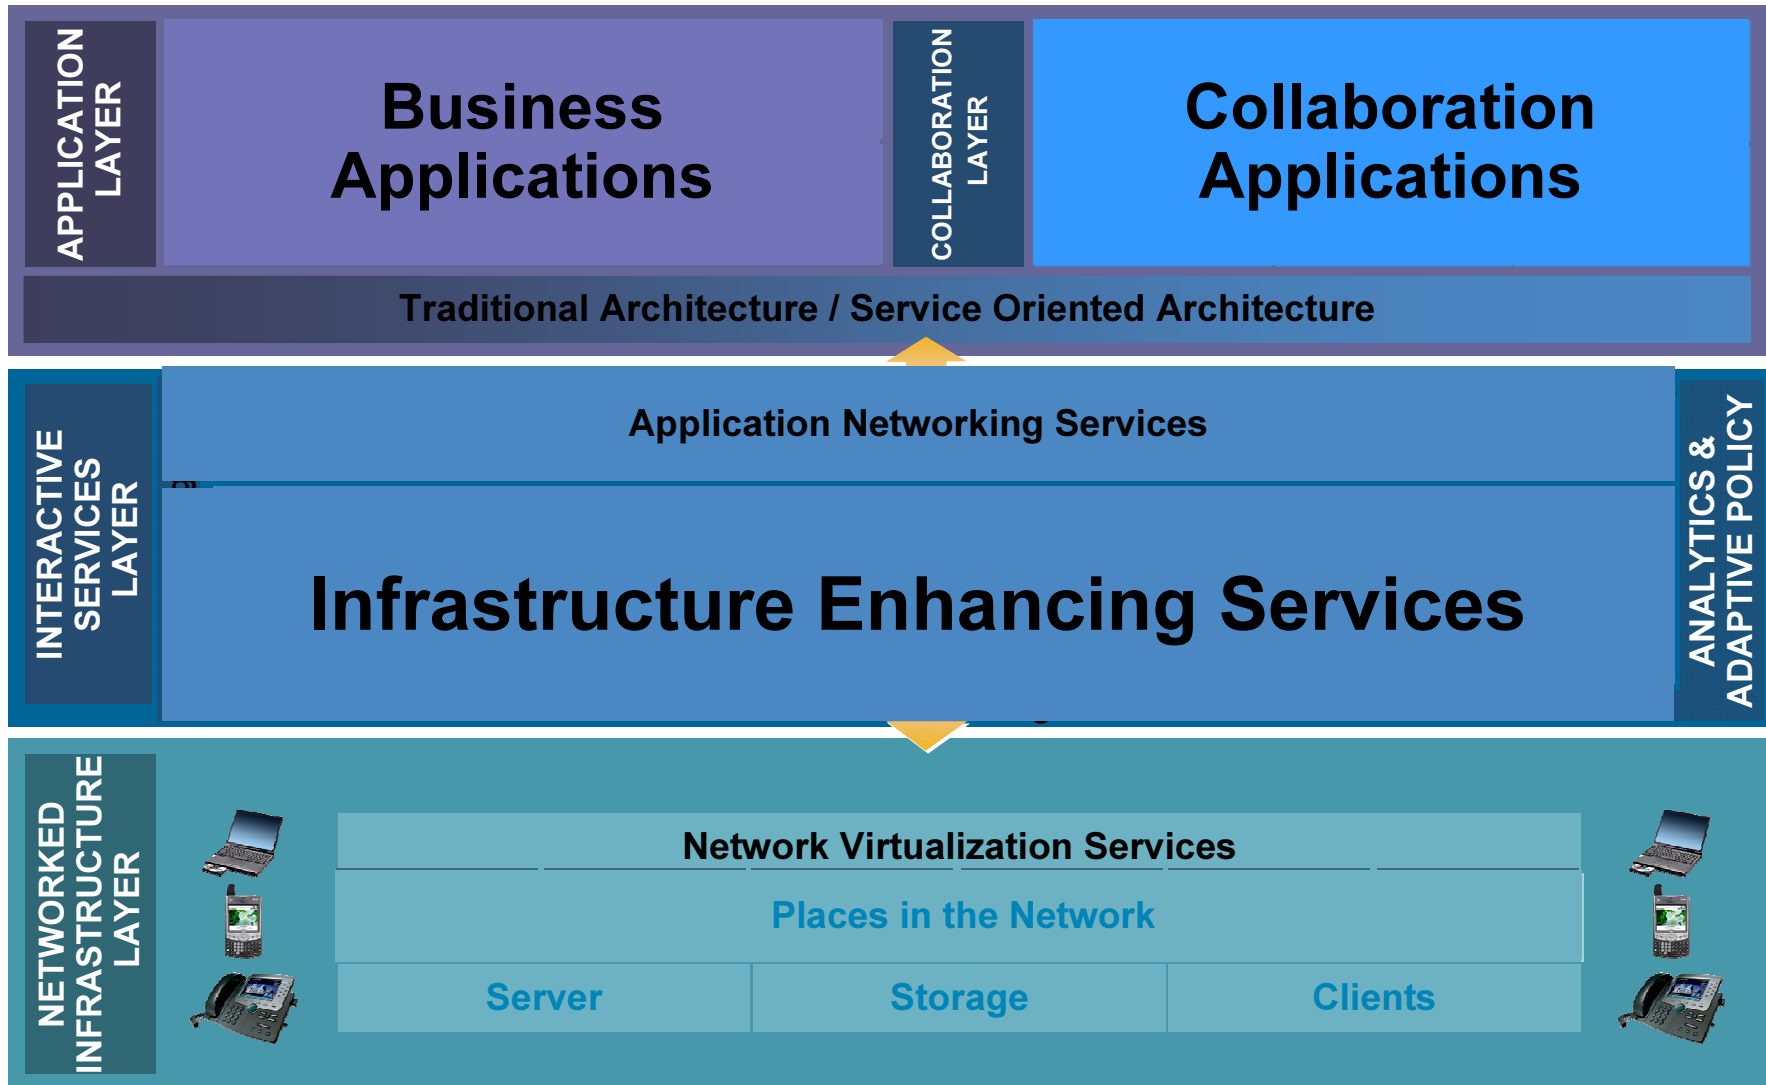 APPLICATION
LAYER
Business
Applications
COLLABORATION
LAYER
Collaboration
Applications
Traditional Architecture / Service Oriented Architecture
INTERACTIVE
SERVICES
LAYER
Application Networking Services
Infrastructure Enhancing Services
ANALYTICS &
ADAPTIVE POLICY
NETWORKED
INFRASTRUCTURE
LAYER
Network Virtualization Services
Places in the Network
Server
Storage
Clients